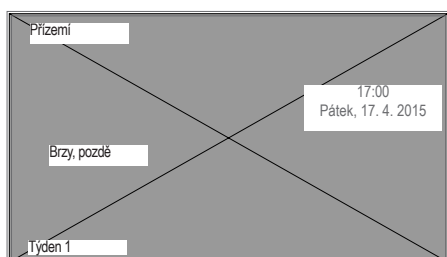 Přízemí
17:00
Pátek, 17. 4. 2015
Brzy, pozdě
Týden 1